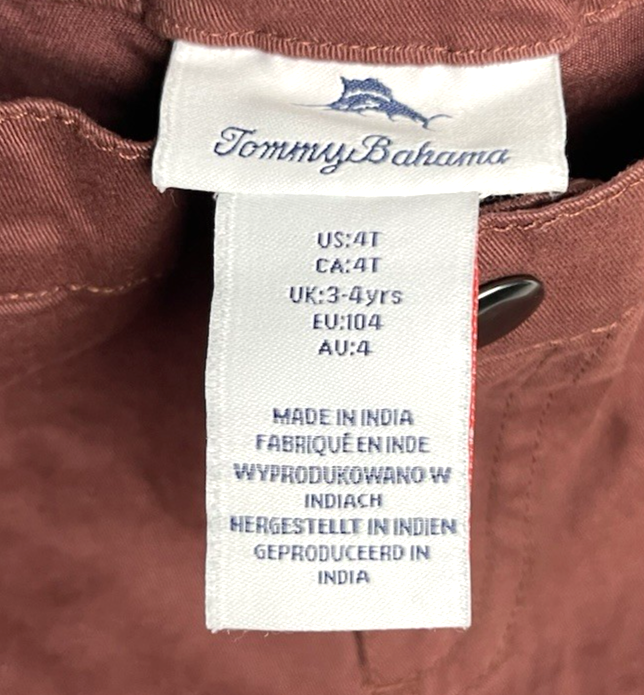 Tommy Bahama
US:4T
CA:4T
UK:3-4yrs
EU:104
AU:4
MADE IN INDIA
FABRIQUÉ EN INDE
WYPRODUKOWANO W
INDIACH
HERGESTELLT IN INDIEN
GEPRODUCEERD IN
INDIA